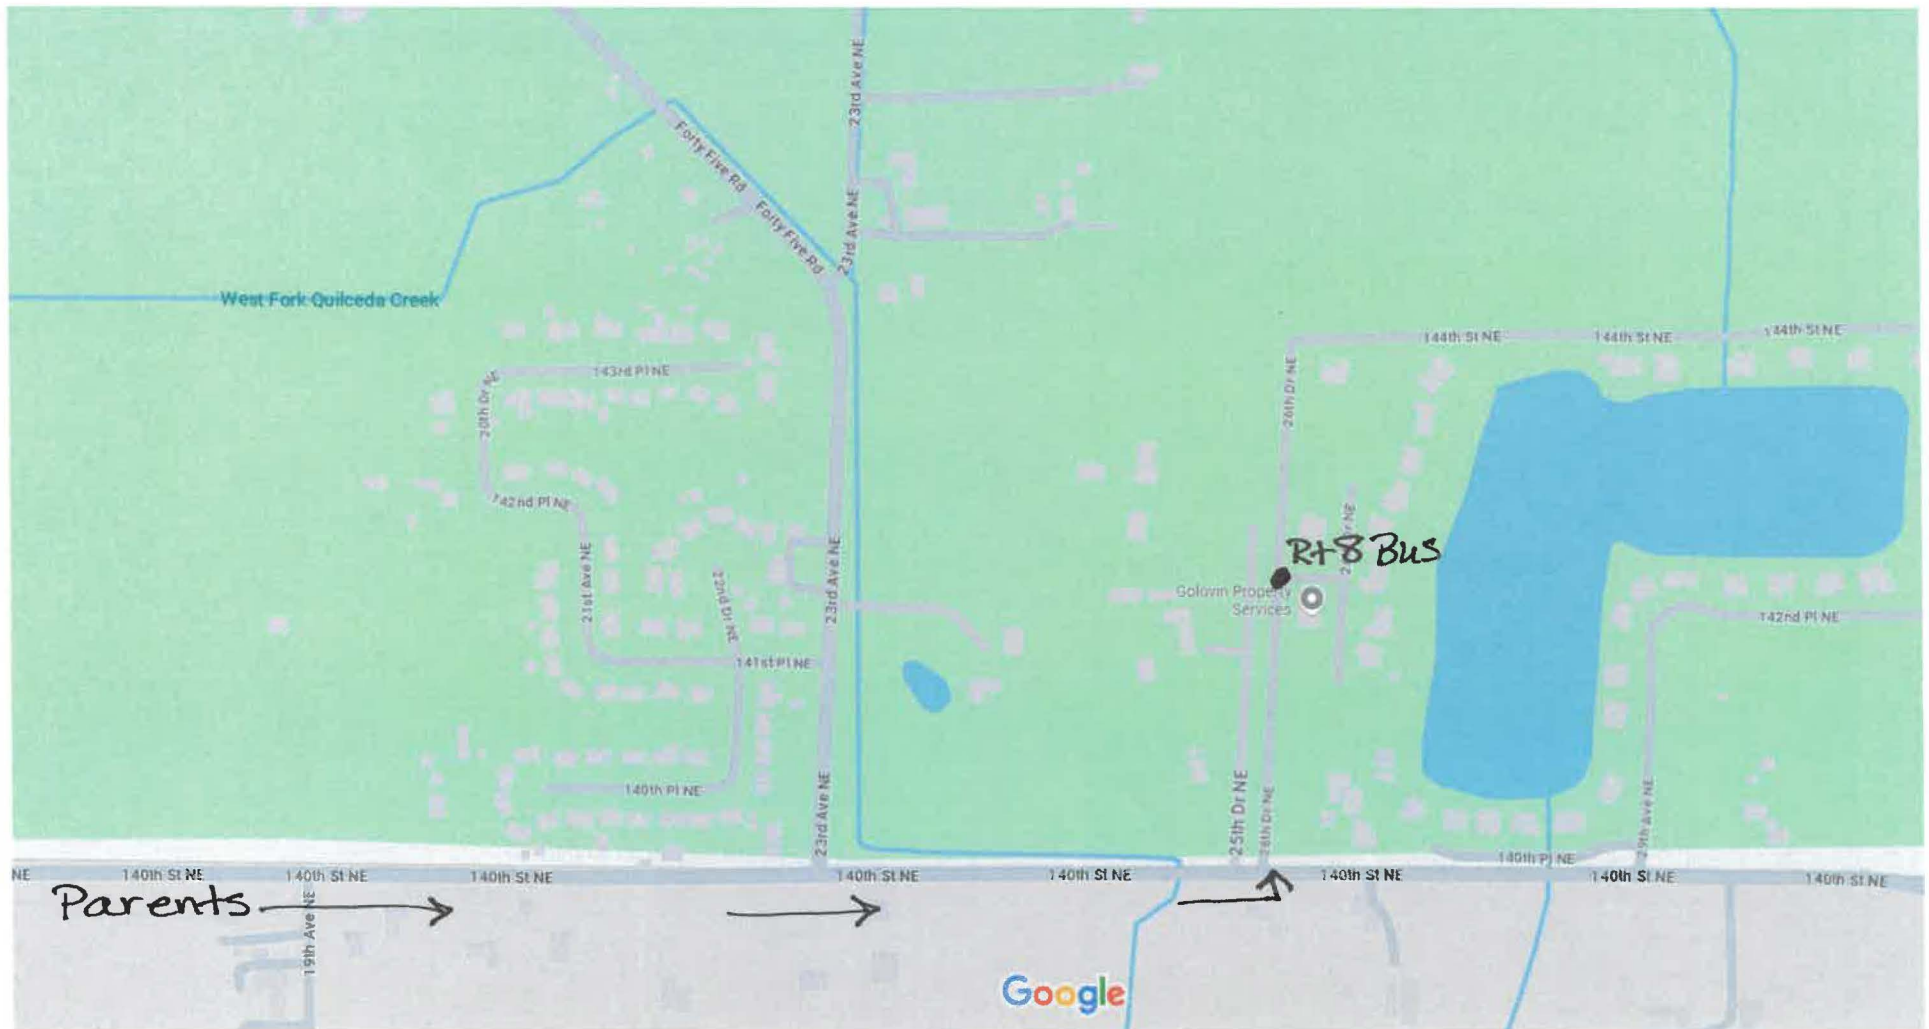 23rd Ave NE
Forty Five Rd
Forty Five Rd
23rd Ave NE
West Fork Quilceda Creek
144th St NE
144th St NE
144th St NE
143rd Pl NE
20th Dr NE
26th Dr NE
142nd Pl NE
Rt 8 Bus
21st Ave NE
22nd Dr NE
23rd Ave NE
Golovin Property
Services
142nd Pl NE
141st Pl NE
140th Pl NE
23rd Ave NE
25th Dr NE
26th Dr NE
29th Ave NE
140th Pl NE
NE
140th St NE
140th St NE
140th St NE
140th St NE
140th St NE
140th St NE
140th St NE
140th St NE
Parents
19th Ave NE
Google